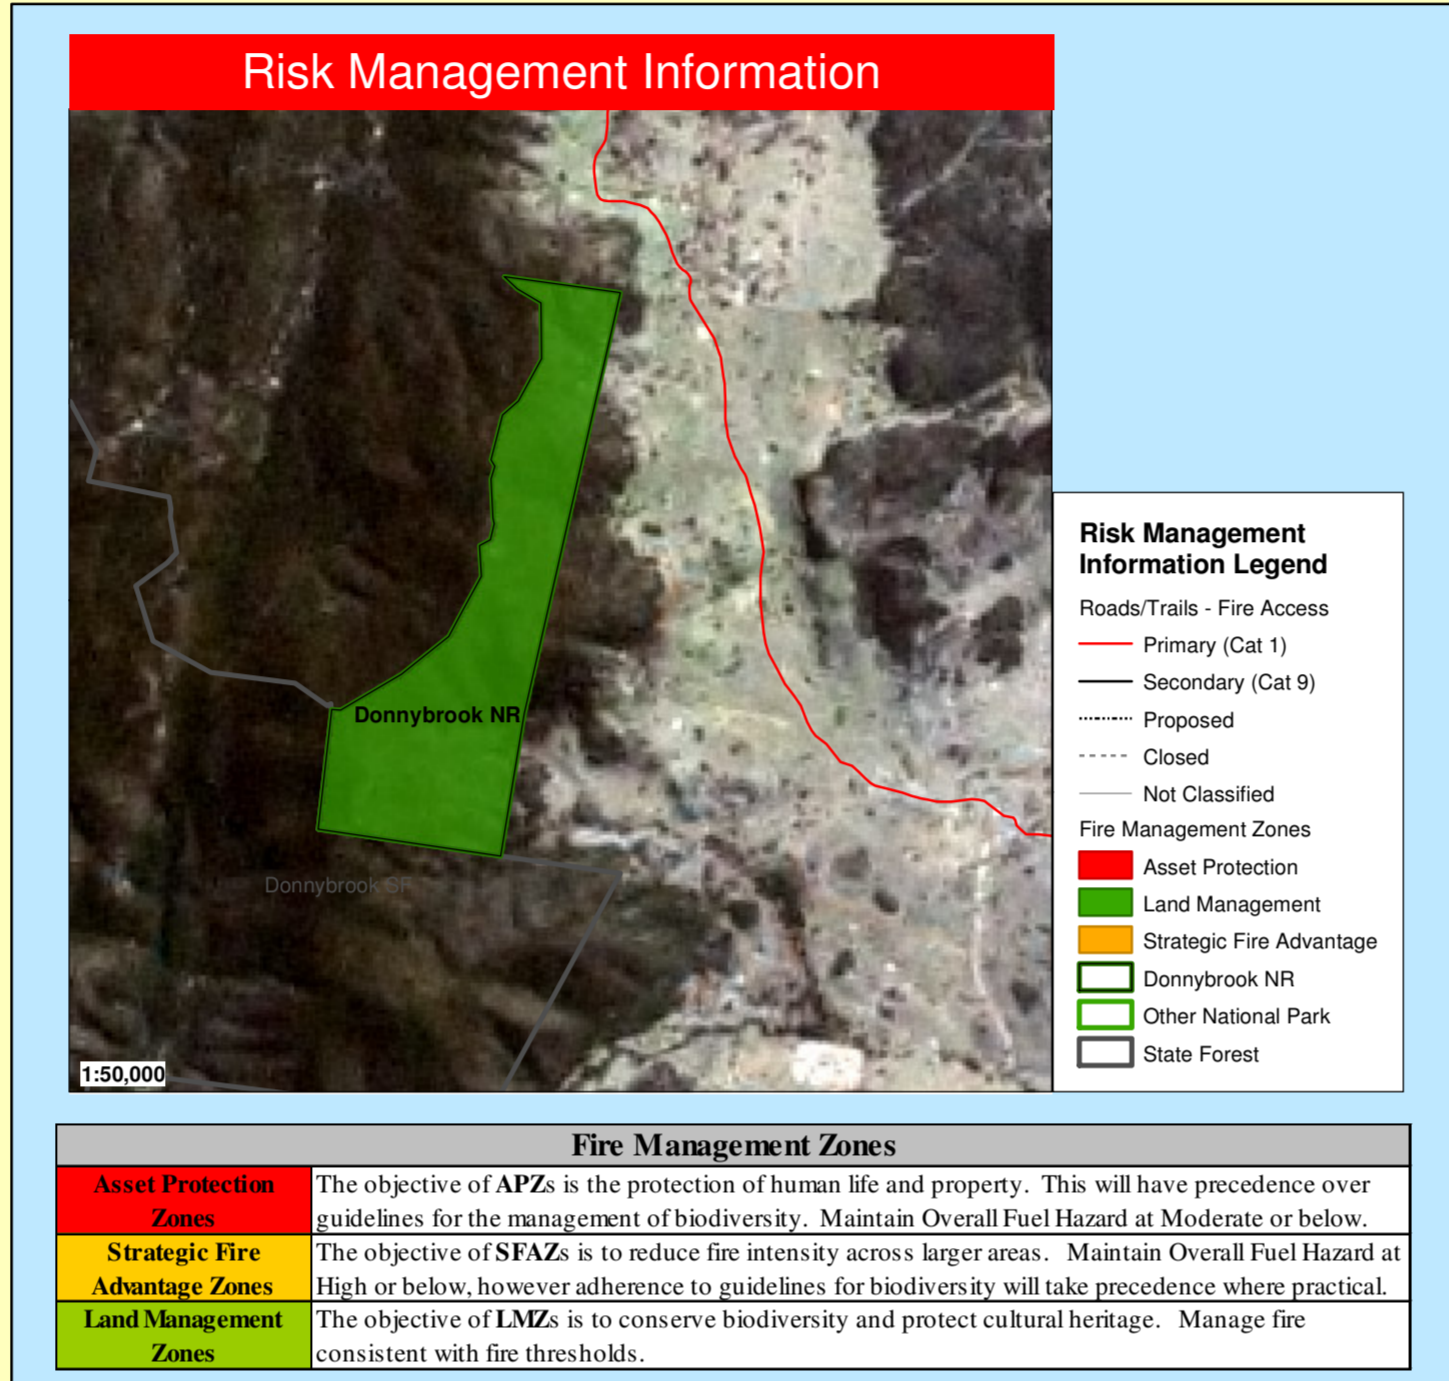 Risk Management Information
Donnybrook NR
Donnybrook SF
1:50,000
Risk Management
Information Legend
Roads/Trails - Fire Access
Primary (Cat 1)
Secondary (Cat 9)
Proposed
Closed
Not Classified
Fire Management Zones
Asset Protection
Land Management
Strategic Fire Advantage
Donnybrook NR
Other National Park
State Forest
Fire Management Zones
Asset Protection
Zones
The objective of APZs is the protection of human life and property. This will have precedence over
guidelines for the management of biodiversity. Maintain Overall Fuel Hazard at Moderate or below.
Strategic Fire
Advantage Zones
The objective of SFAZs is to reduce fire intensity across larger areas. Maintain Overall Fuel Hazard at
High or below, however adherence to guidelines for biodiversity will take precedence where practical.
Land Management
Zones
The objective of LMZs is to conserve biodiversity and protect cultural heritage. Manage fire
consistent with fire thresholds.